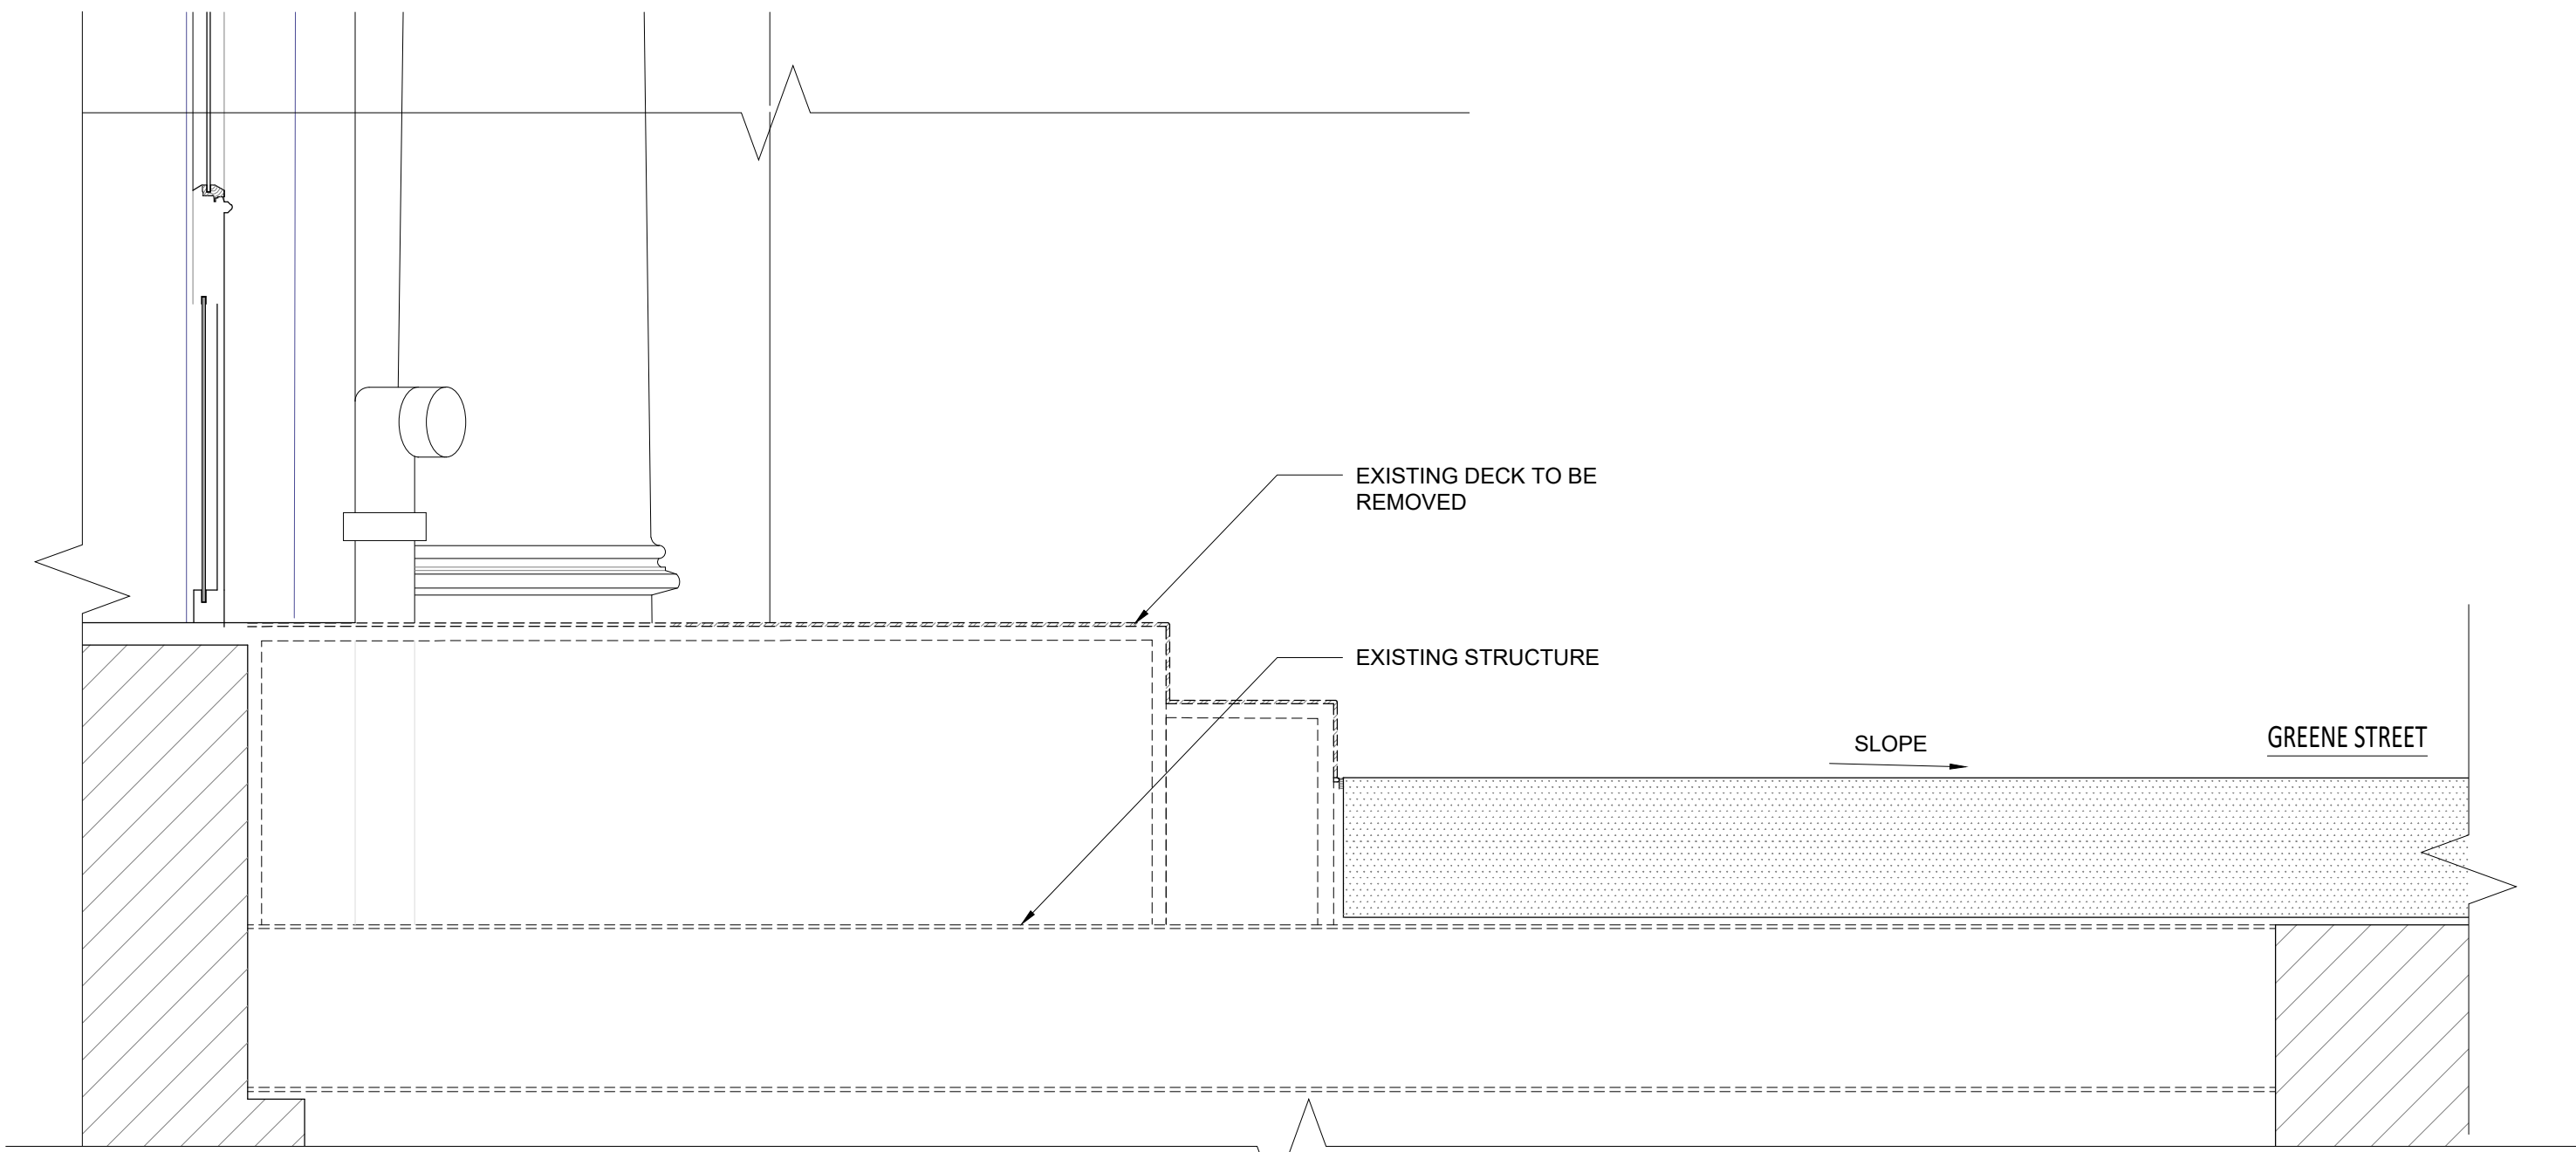 EXISTING DECK TO BE
REMOVED
EXISTING STRUCTURE
SLOPE
GREENE STREET